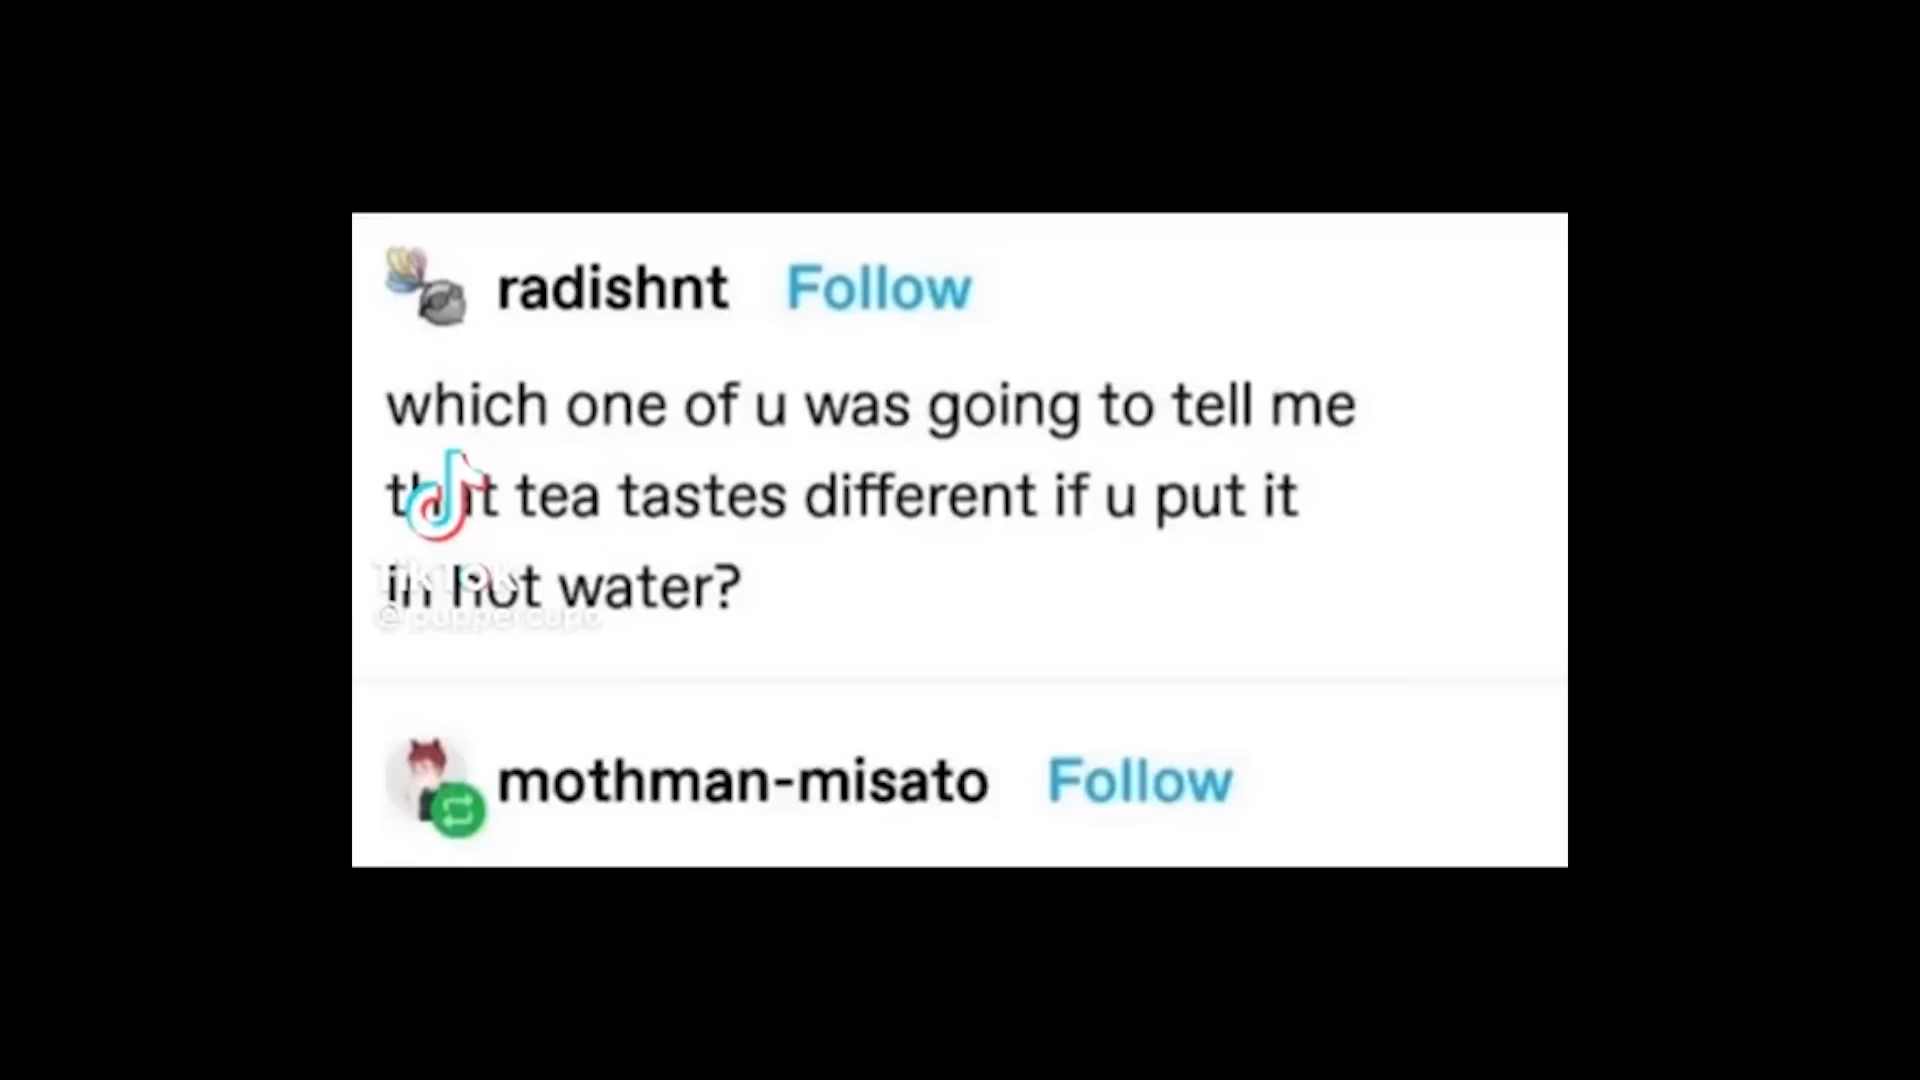 radishnt Follow
which one of u was going to tell me
that tea tastes different if u put it
in hot water?
TikTok
mothman-misato Follow